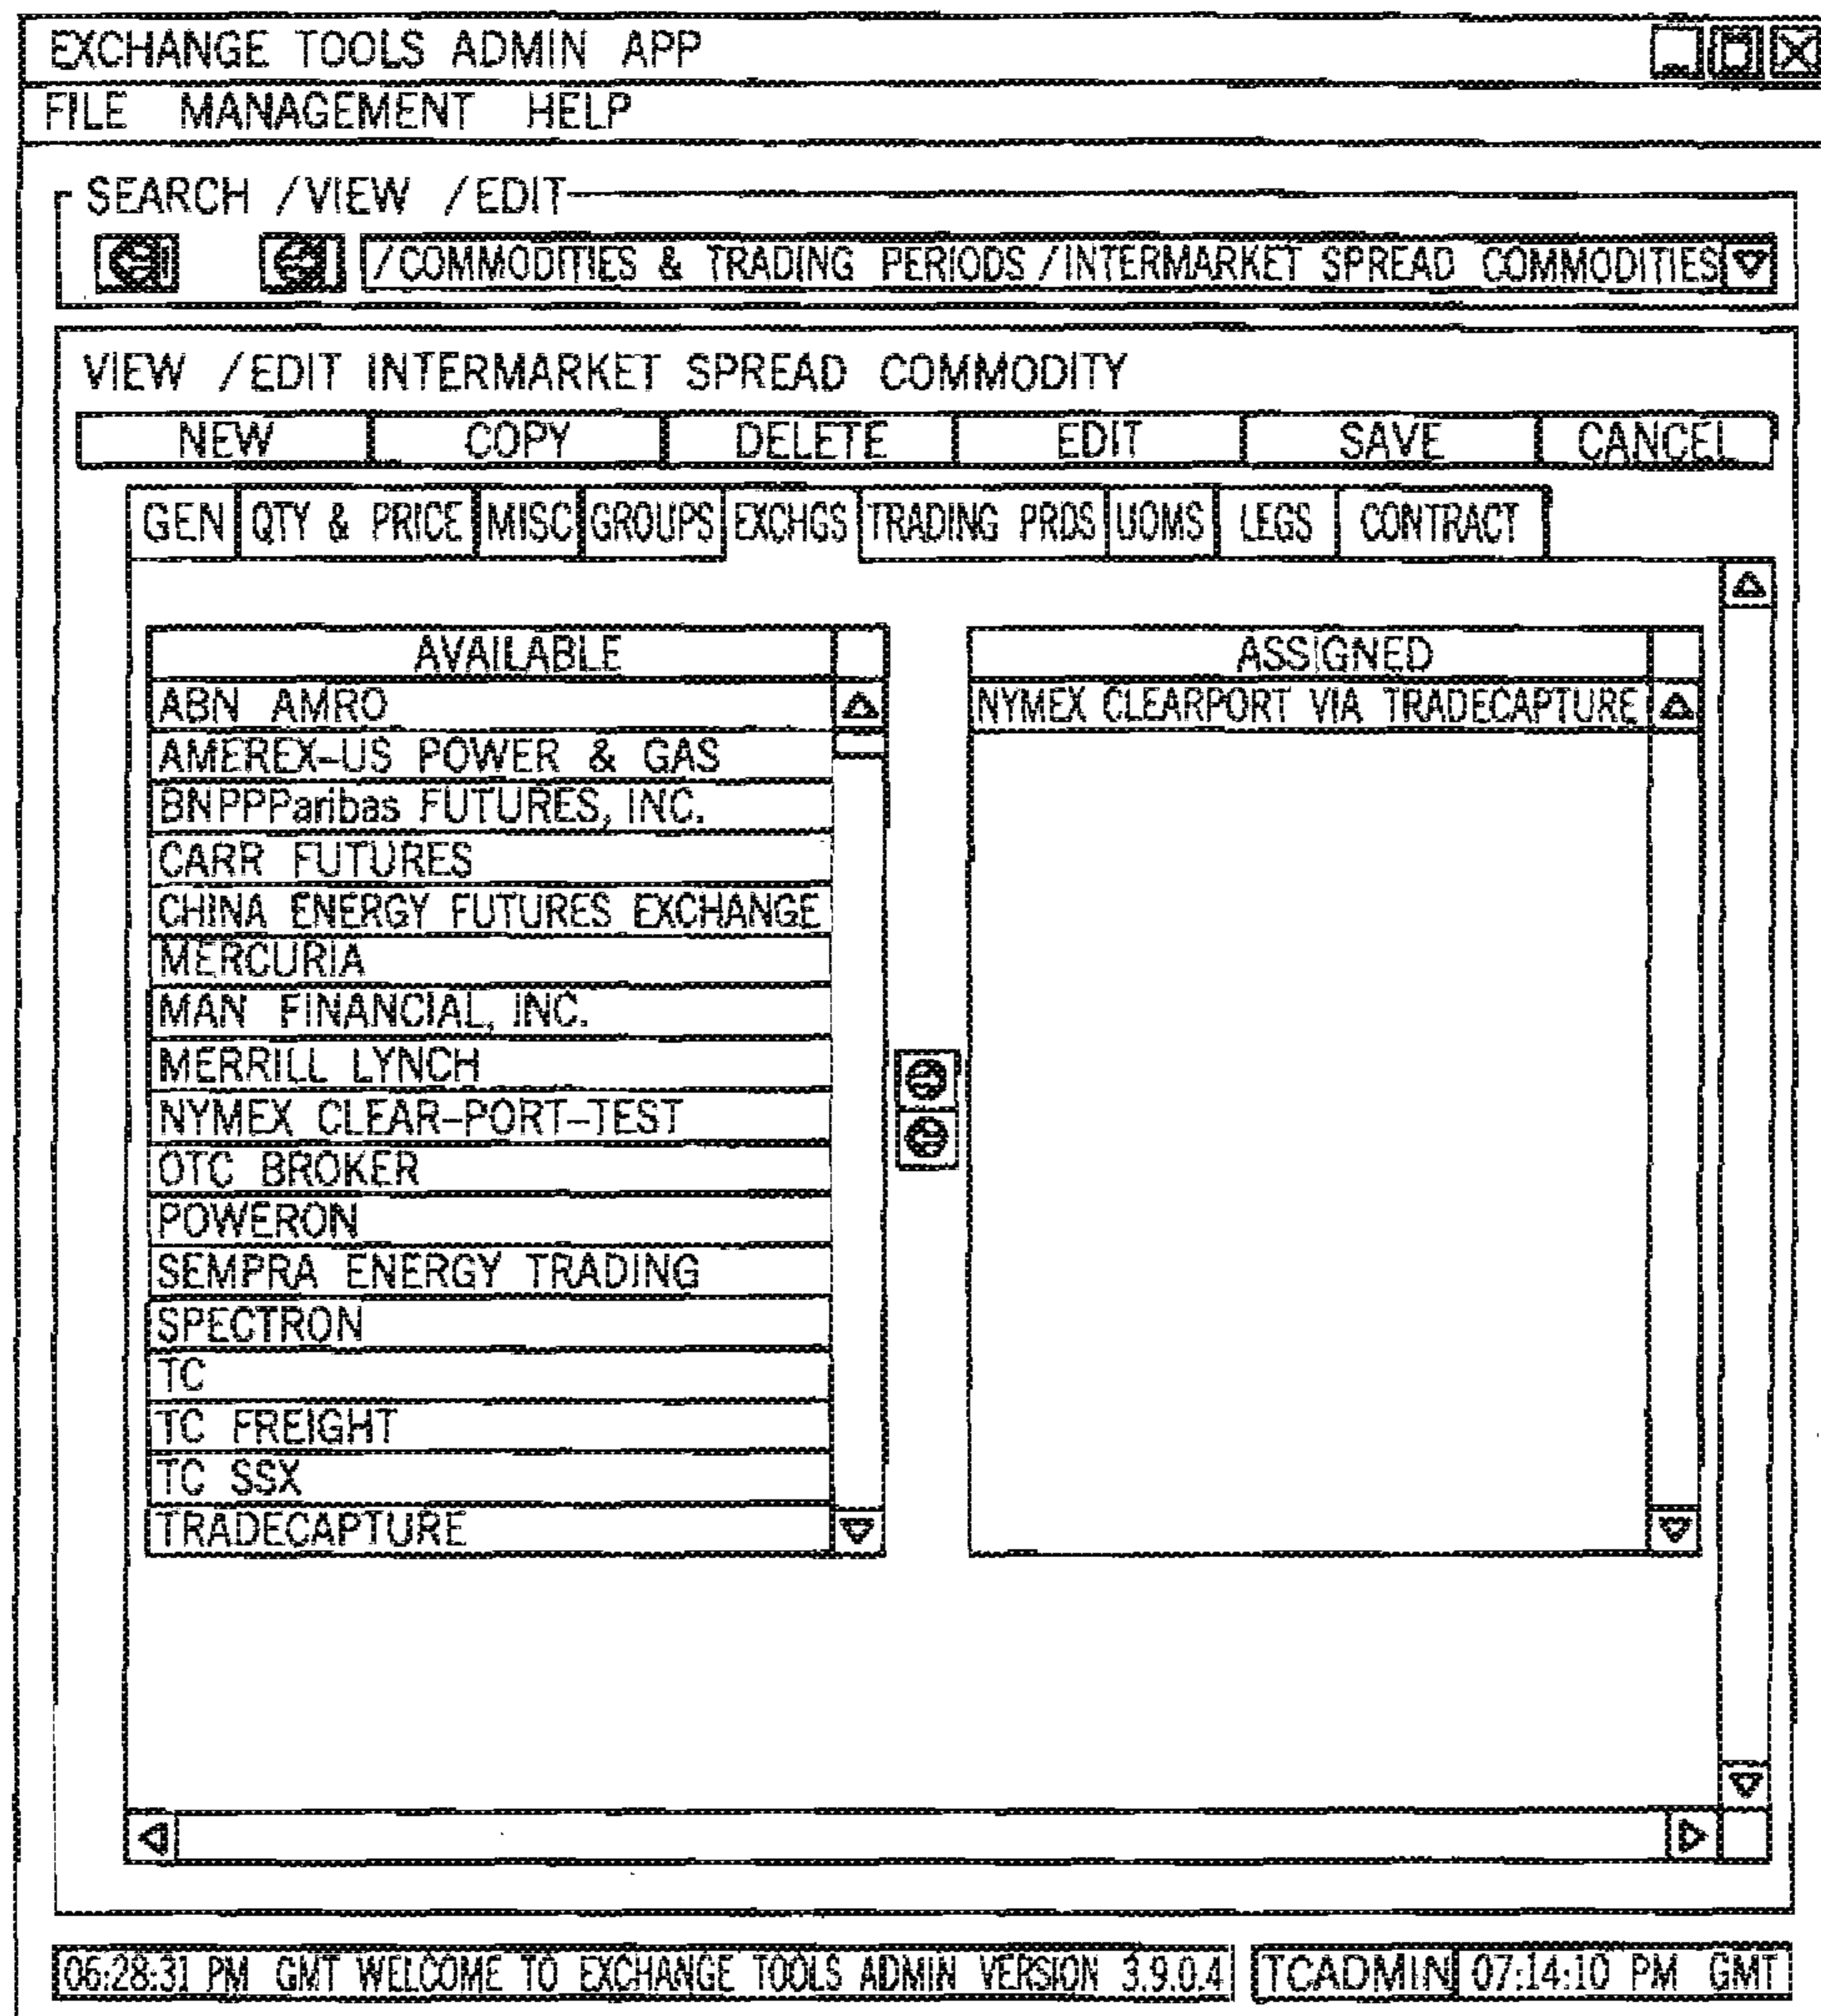 EXCHANGE TOOLS ADMIN APP
FILE MANAGEMENT HELP
SEARCH /VIEW /EDIT
/COMMODITIES & TRADING PERIODS /INTERMARKET SPREAD COMMODITIES
VIEW /EDIT INTERMARKET SPREAD COMMODITY
NEW COPY DELETE EDIT SAVE CANCEL
GEN QTY & PRICE MISC GROUPS EXCHGS TRADING PRDS UOMS LEGS CONTRACT
AVAILABLE
ABN AMRO
AMEREX-US POWER & GAS
BNPPParibas FUTURES, INC.
CARR FUTURES
CHINA ENERGY FUTURES EXCHANGE
MERCURIA
MAN FINANCIAL, INC.
MERRILL LYNCH
NYMEX CLEAR-PORT-TEST
OTC BROKER
POWERON
SEMPRA ENERGY TRADING
SPECTRON
TC
TC FREIGHT
TC SSX
TRADECAPTURE
ASSIGNED
NYMEX CLEARPORT VIA TRADECAPTURE
06:28:31 PM GMT WELCOME TO EXCHANGE TOOLS ADMIN VERSION 3.9.0.4 TCADMIN 07:14:10 PM GMT